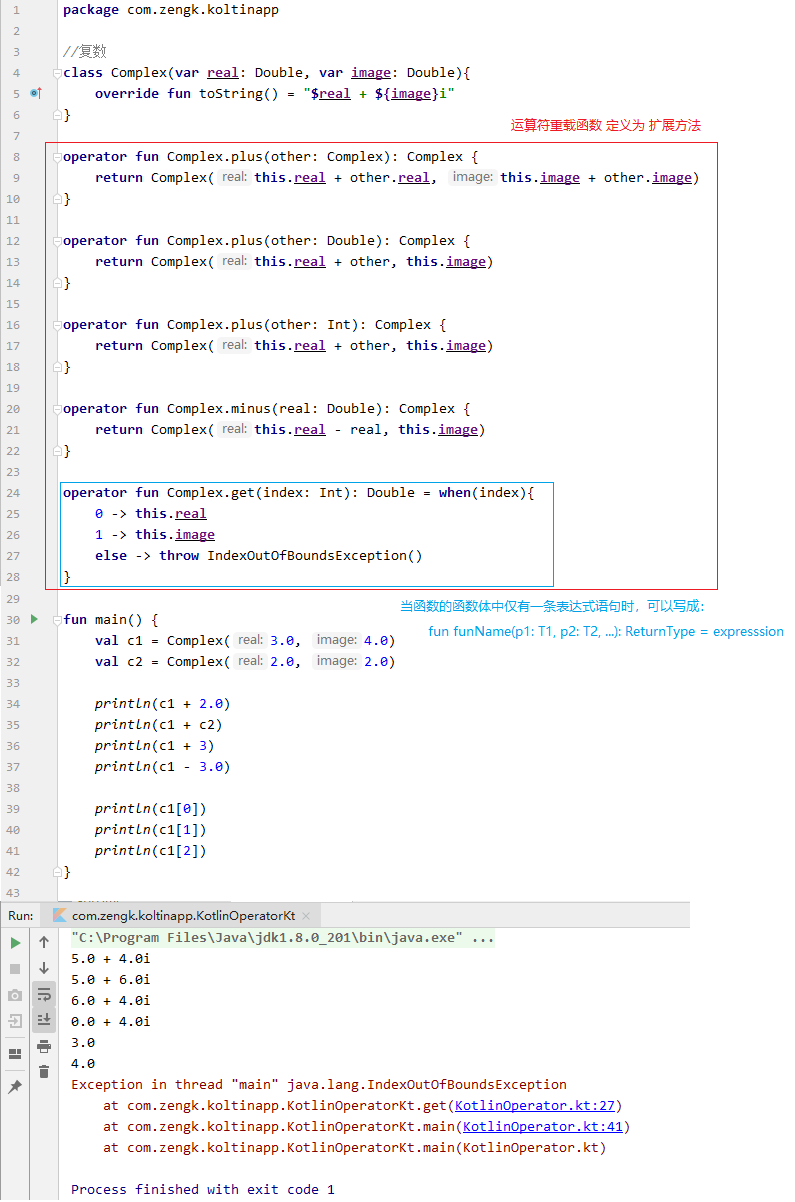 1 package com.zengk.koltinapp
2
3 //复数
4 class Complex(var real: Double, var image: Double){
5     override fun toString() = "$real + ${image}i"
6 }
运算符重载函数 定义为 扩展方法
7
8 operator fun Complex.plus(other: Complex): Complex {
9     return Complex( real: this.real + other.real, image: this.image + other.image)
10 }
11
12 operator fun Complex.plus(other: Double): Complex {
13     return Complex( real: this.real + other, this.image)
14 }
15
16 operator fun Complex.plus(other: Int): Complex {
17     return Complex( real: this.real + other, this.image)
18 }
19
20 operator fun Complex.minus(real: Double): Complex {
21     return Complex( real: this.real - real, this.image)
22 }
23
24 operator fun Complex.get(index: Int): Double = when(index){
25     0 -> this.real
26     1 -> this.image
27     else -> throw IndexOutOfBoundsException()
28 }
29
当函数的函数体中仅有一条表达式语句时，可以写成：
30 fun main() {
31     val c1 = Complex( real: 3.0, image: 4.0)
fun funName(p1: T1, p2: T2, ...): ReturnType = expresssion
32     val c2 = Complex( real: 2.0, image: 2.0)
33
34     println(c1 + 2.0)
35     println(c1 + c2)
36     println(c1 + 3)
37     println(c1 - 3.0)
38
39     println(c1[0])
40     println(c1[1])
41     println(c1[2])
42 }
43
Run: com.zengk.koltinapp.KotlinOperatorKt ×
"C:\Program Files\Java\jdk1.8.0_201\bin\java.exe" ...
5.0 + 4.0i
5.0 + 6.0i
6.0 + 4.0i
0.0 + 4.0i
3.0
4.0
Exception in thread "main" java.lang.IndexOutOfBoundsException
    at com.zengk.koltinapp.KotlinOperatorKt.get(KotlinOperator.kt:27)
    at com.zengk.koltinapp.KotlinOperatorKt.main(KotlinOperator.kt:41)
    at com.zengk.koltinapp.KotlinOperatorKt.main(KotlinOperator.kt)
Process finished with exit code 1